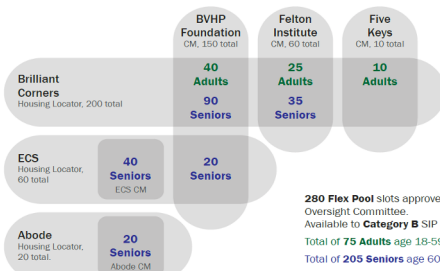 BVHP
Foundation
CM, 150 total
Felton
Institute
CM, 60 total
Five
Keys
CM, 10 total
Brilliant
Corners
Housing Locator, 200 total
40
Adults
90
Seniors
25
Adults
35
Seniors
10
Adults
ECS
Housing Locator,
60 total
40
Seniors
ECS CM
20
Seniors
Abode
Housing Locator,
20 total.
20
Seniors
Abode CM
280 Flex Pool slots approve
Oversight Committee.
Available to Category B SIP
Total of 75 Adults age 18-59
Total of 205 Seniors age 60